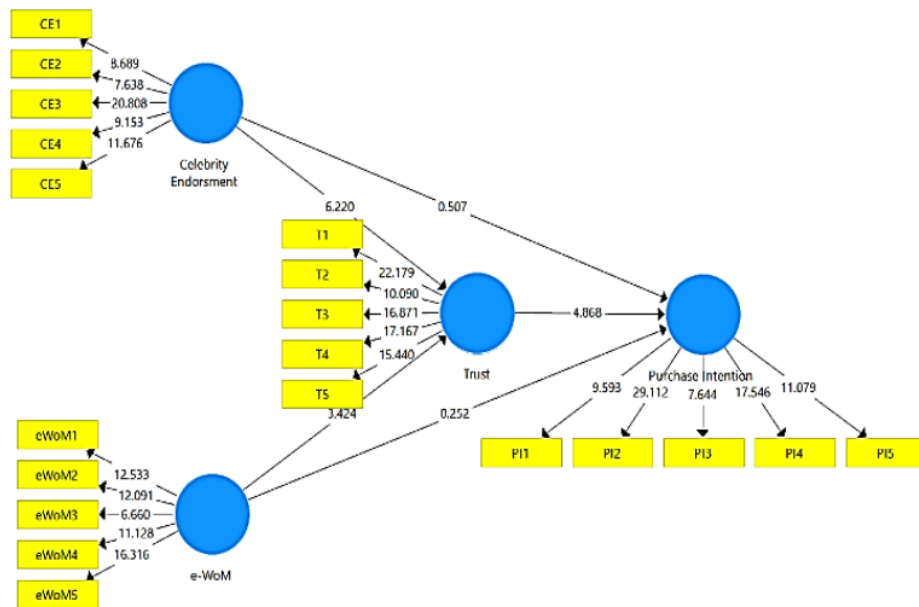 CE1
CE2
CE3
CE4
CE5
8.689
7.638
20.808
9.153
11.676
Celebrity
Endorsment
6.220
0.507
T1
T2
T3
T4
T5
22.179
10.090
16.871
17.167
15.440
Trust
4.868
Purchase Intention
3.424
0.252
9.593
29.112
7.644
17.546
11.079
PI1
PI2
PI3
PI4
PI5
eWoM1
eWoM2
eWoM3
eWoM4
eWoM5
12.533
12.091
6.660
11.128
16.316
e-WoM